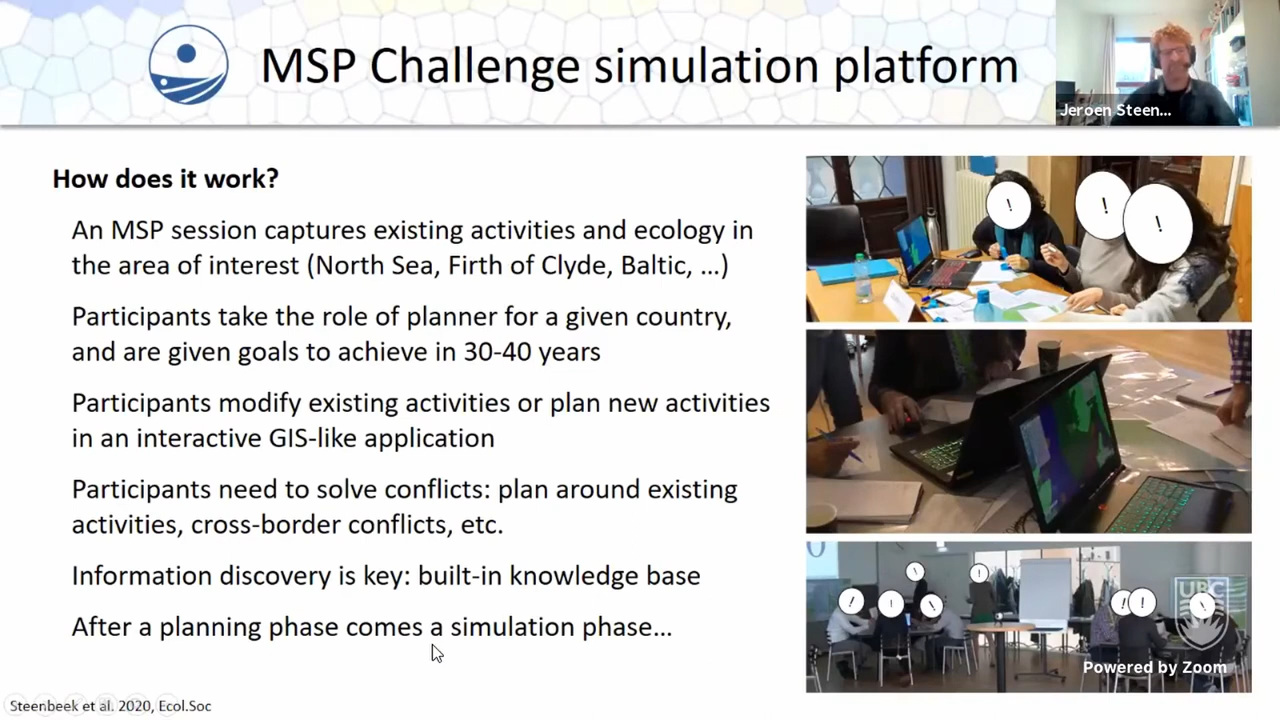 MSP Challenge simulation platform
Jeroen Steen...
How does it work?
An MSP session captures existing activities and ecology in
the area of interest (North Sea, Firth of Clyde, Baltic, ...)
Participants take the role of planner for a given country,
and are given goals to achieve in 30-40 years
Participants modify existing activities or plan new activities
in an interactive GIS-like application
Participants need to solve conflicts: plan around existing
activities, cross-border conflicts, etc.
Information discovery is key: built-in knowledge base
After a planning phase comes a simulation phase...
!
!
!
!
!
!
!
!
!
!
!
UBC
Powered by Zoom
Steenbeek et al. 2020, Ecol.Soc